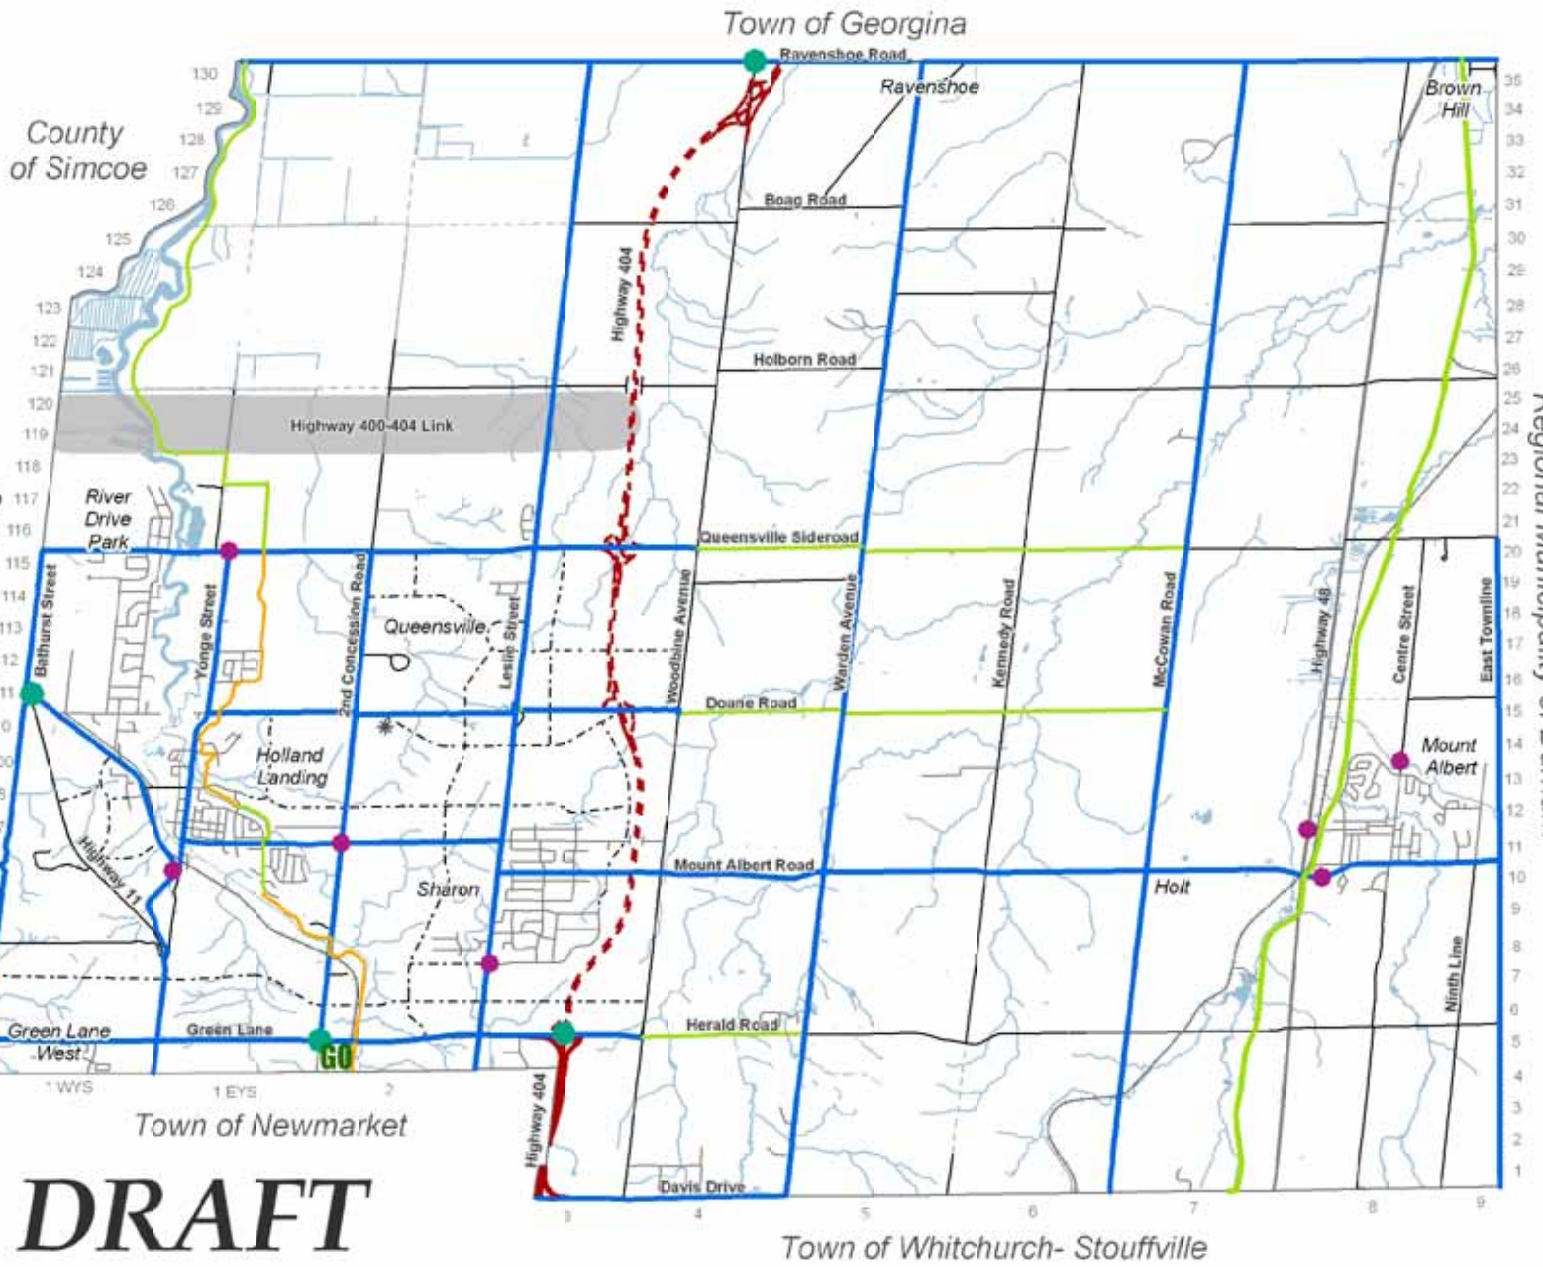 Town of Georgina
Ravenshoe Road
Ravenshoe
Brown
Hill
County
of Simcoe
130
129
128
127
126
125
124
123
122
121
120
119
118
117
116
115
114
113
35
34
33
32
31
30
29
28
27
26
25
24
23
22
21
20
19
18
17
16
15
14
13
12
11
10
9
8
7
6
5
4
3
2
1
Boag Road
Highway 404
Holborn Road
Highway 400-404 Link
River
Drive
Park
Queensville Sideroad
Bathurst Street
Yonge Street
2nd Concession Road
Queensville
Leslie Street
Woodbine Avenue
Warden Avenue
Kennedy Road
McCowan Road
Highway 48
Centre Street
East Townline
Doane Road
Holland
Landing
Mount
Albert
Highway 11
Sharon
Mount Albert Road
Holt
Ninth Line
Green Lane
West
Green Lane
GO
Herald Road
1 WYS
1 EYS
2
Town of Newmarket
Highway 404
Davis Drive
3
4
5
6
7
8
9
DRAFT
Town of Whitchurch- Stouffville